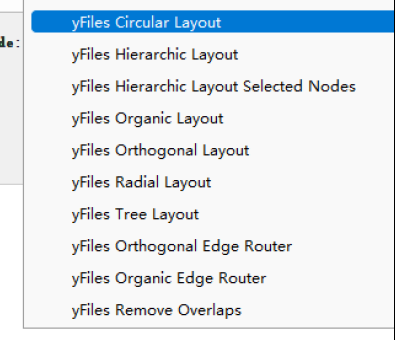 yFiles Circular Layout
de:
yFiles Hierarchic Layout
yFiles Hierarchic Layout Selected Nodes
yFiles Organic Layout
yFiles Orthogonal Layout
yFiles Radial Layout
yFiles Tree Layout
yFiles Orthogonal Edge Router
yFiles Organic Edge Router
yFiles Remove Overlaps